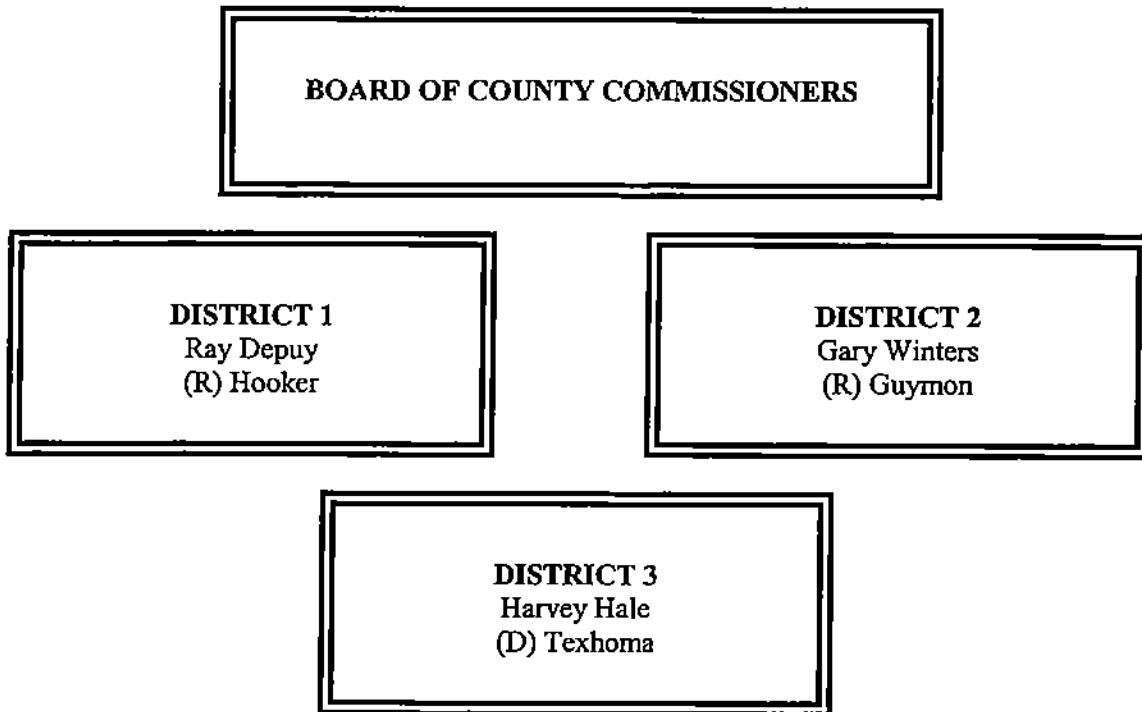 BOARD OF COUNTY COMMISSIONERS
DISTRICT 1
Ray Depuy
(R) Hooker
DISTRICT 2
Gary Winters
(R) Guymon
DISTRICT 3
Harvey Hale
(D) Texhoma